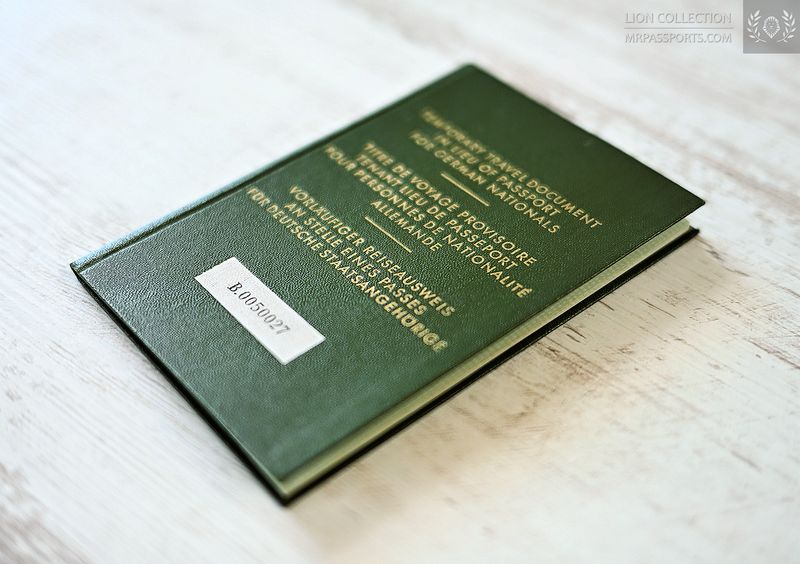 LION COLLECTION
MRPASSPORTS.COM
TEMPORARY TRAVEL DOCUMENT
IN LIEU OF PASSPORT
FOR GERMAN NATIONALS
TITRE DE VOYAGE PROVISOIRE
TENANT LIEU DE PASSEPORT
POUR PERSONNES DE NATIONALITÉ
ALLEMANDE
VORLÄUFIGER REISEAUSWEIS
AN STELLE EINES PASSES
FÜR DEUTSCHE STAATSANGEHÖRIGE
B.0050027